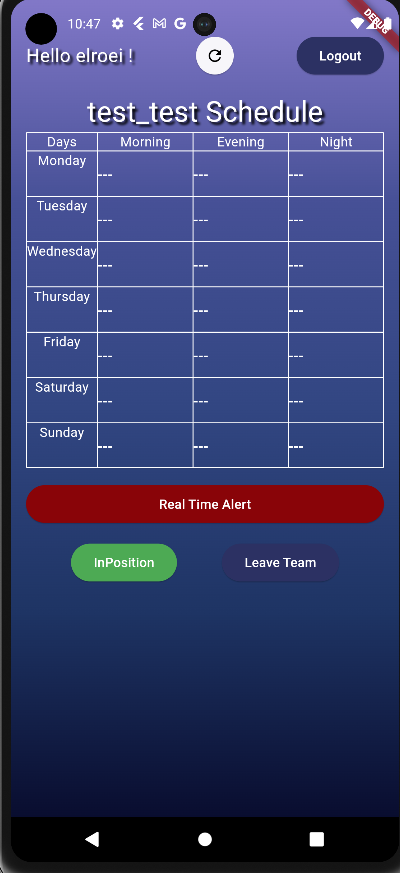 10:47
DEBUG
Hello elroei !
Logout
test_test Schedule
Days Morning Evening Night
Monday --- --- ---
Tuesday --- --- ---
Wednesday --- --- ---
Thursday --- --- ---
Friday --- --- ---
Saturday --- --- ---
Sunday --- --- ---
Real Time Alert
InPosition Leave Team